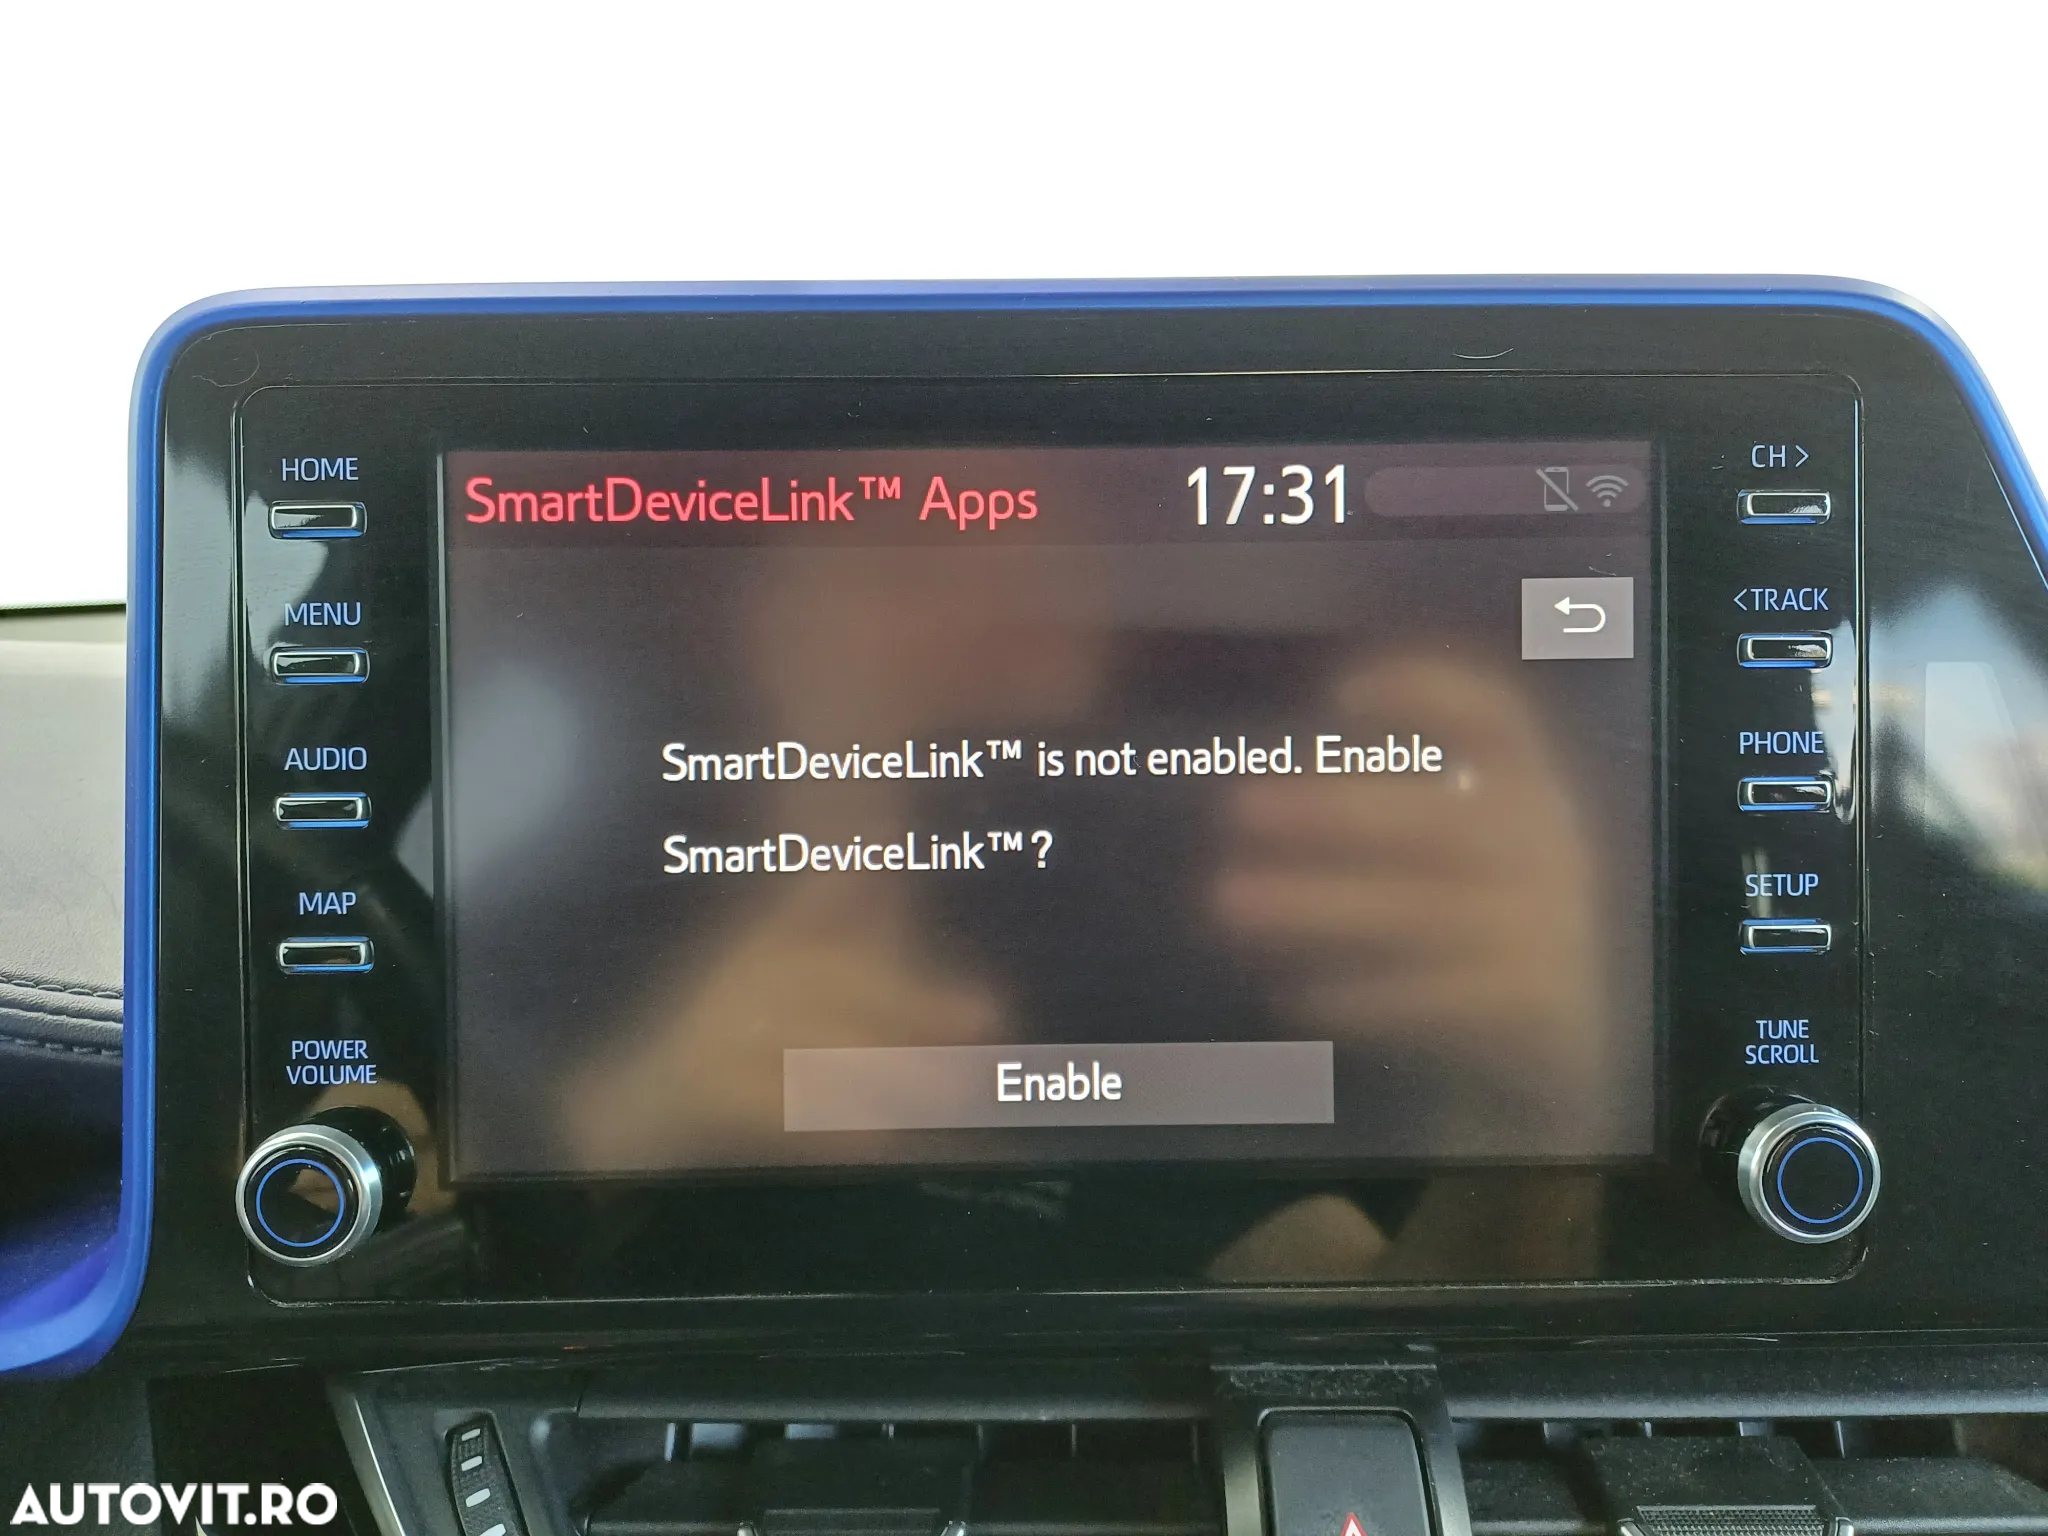 SmartDeviceLink™ Apps 17:31
SmartDeviceLink™ is not enabled. Enable
SmartDeviceLink™?
Enable
HOME
MENU
AUDIO
MAP
POWER
VOLUME
CH >
<TRACK
PHONE
SETUP
TUNE
SCROLL
AUTOVIT.RO